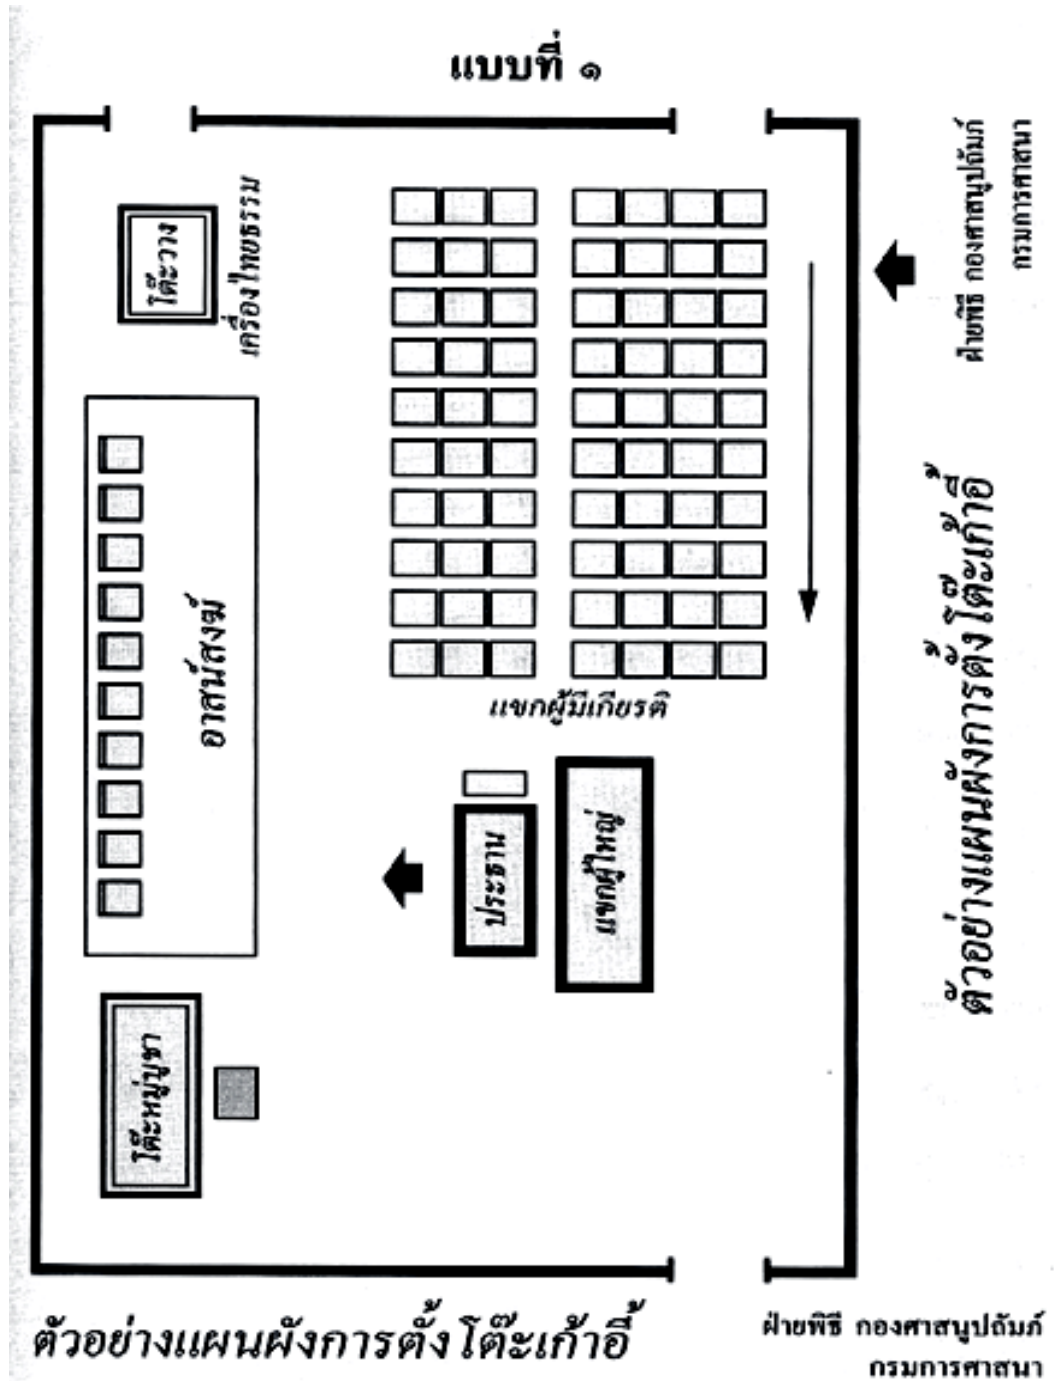 แบบที่ ๑
โต๊ะวาง
เครื่องไทยธรรม
อาสน์สงฆ์
แขกผู้มีเกียรติ
ประธาน
แขกผู้ใหญ่
โต๊ะหมู่บูชา
ฝ่ายพิธี กองศาสนูปถัมภ์
กรมการศาสนา
ตัวอย่างแผนผังการตั้งโต๊ะเก้าอี้
ตัวอย่างแผนผังการตั้งโต๊ะเก้าอี้
ฝ่ายพิธี กองศาสนูปถัมภ์
กรมการศาสนา